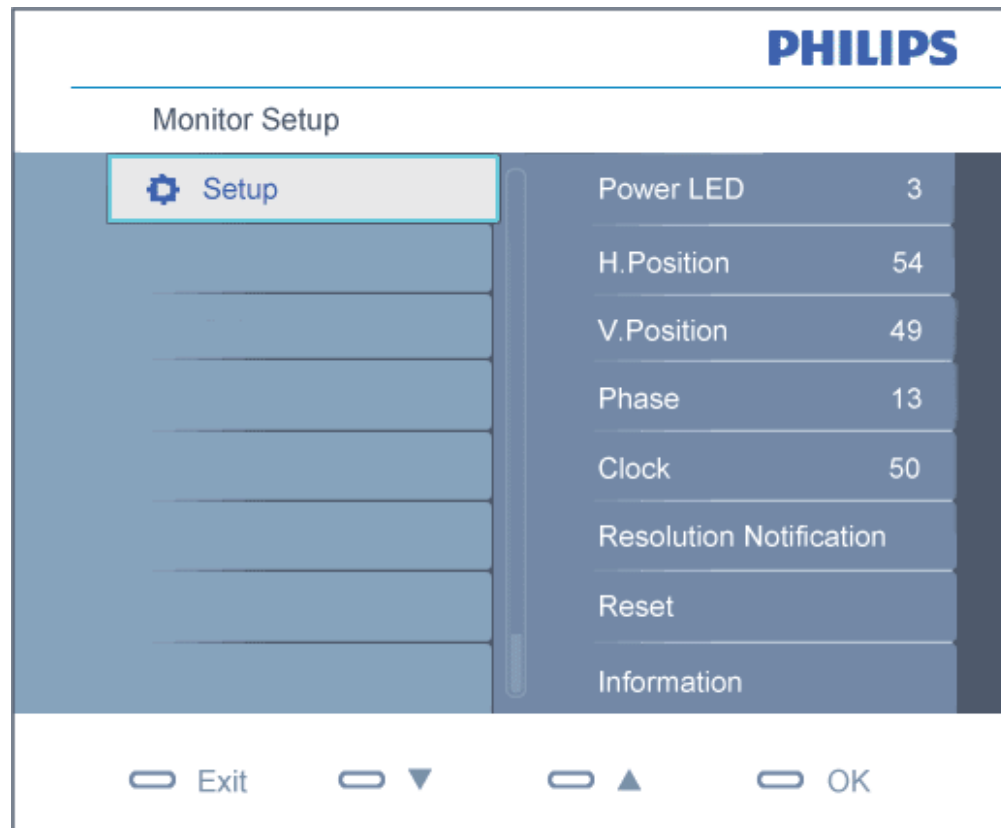 PHILIPS
Monitor Setup
Setup
Power LED 3
H.Position 54
V.Position 49
Phase 13
Clock 50
Resolution Notification
Reset
Information
Exit ▼ ▲ OK